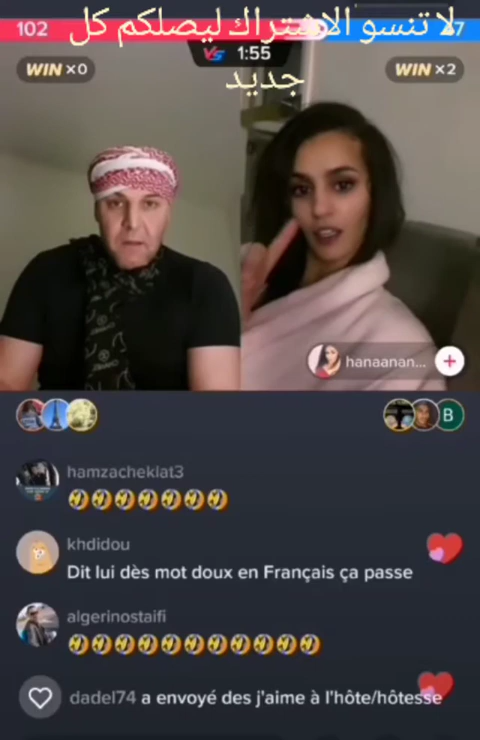 لا تنسو الاشتراك ليصلكم كل
جديد
102
VS 1:55
WIN ×0
WIN ×2
hanaanan...
B
hamzacheklat3
🤣🤣🤣🤣🤣🤣🤣
khdidou
Dit lui dès mot doux en Français ça passe
algerinostaifi
🤣🤣🤣🤣🤣🤣🤣🤣🤣🤣🤣
dadel74 a envoyé des j'aime à l'hôte/hôtesse